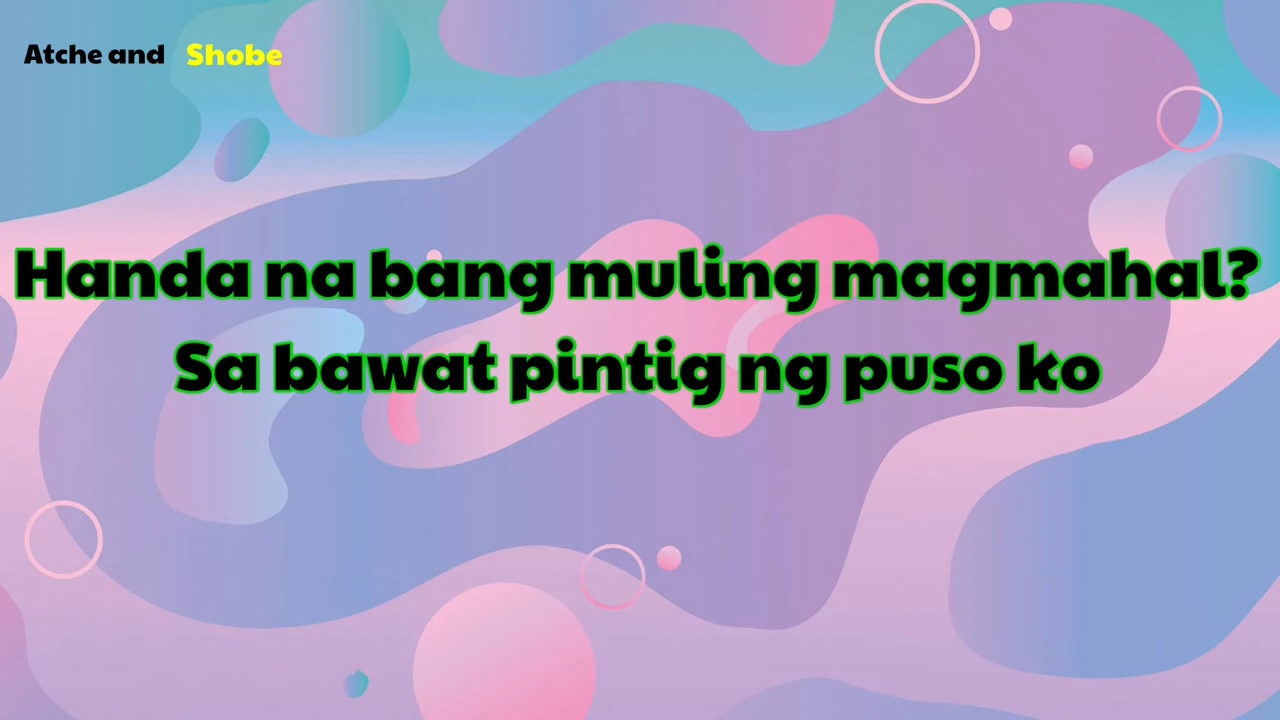 Atche and Shobe
Handa na bang muling magmahal?
Sa bawat pintig ng puso ko